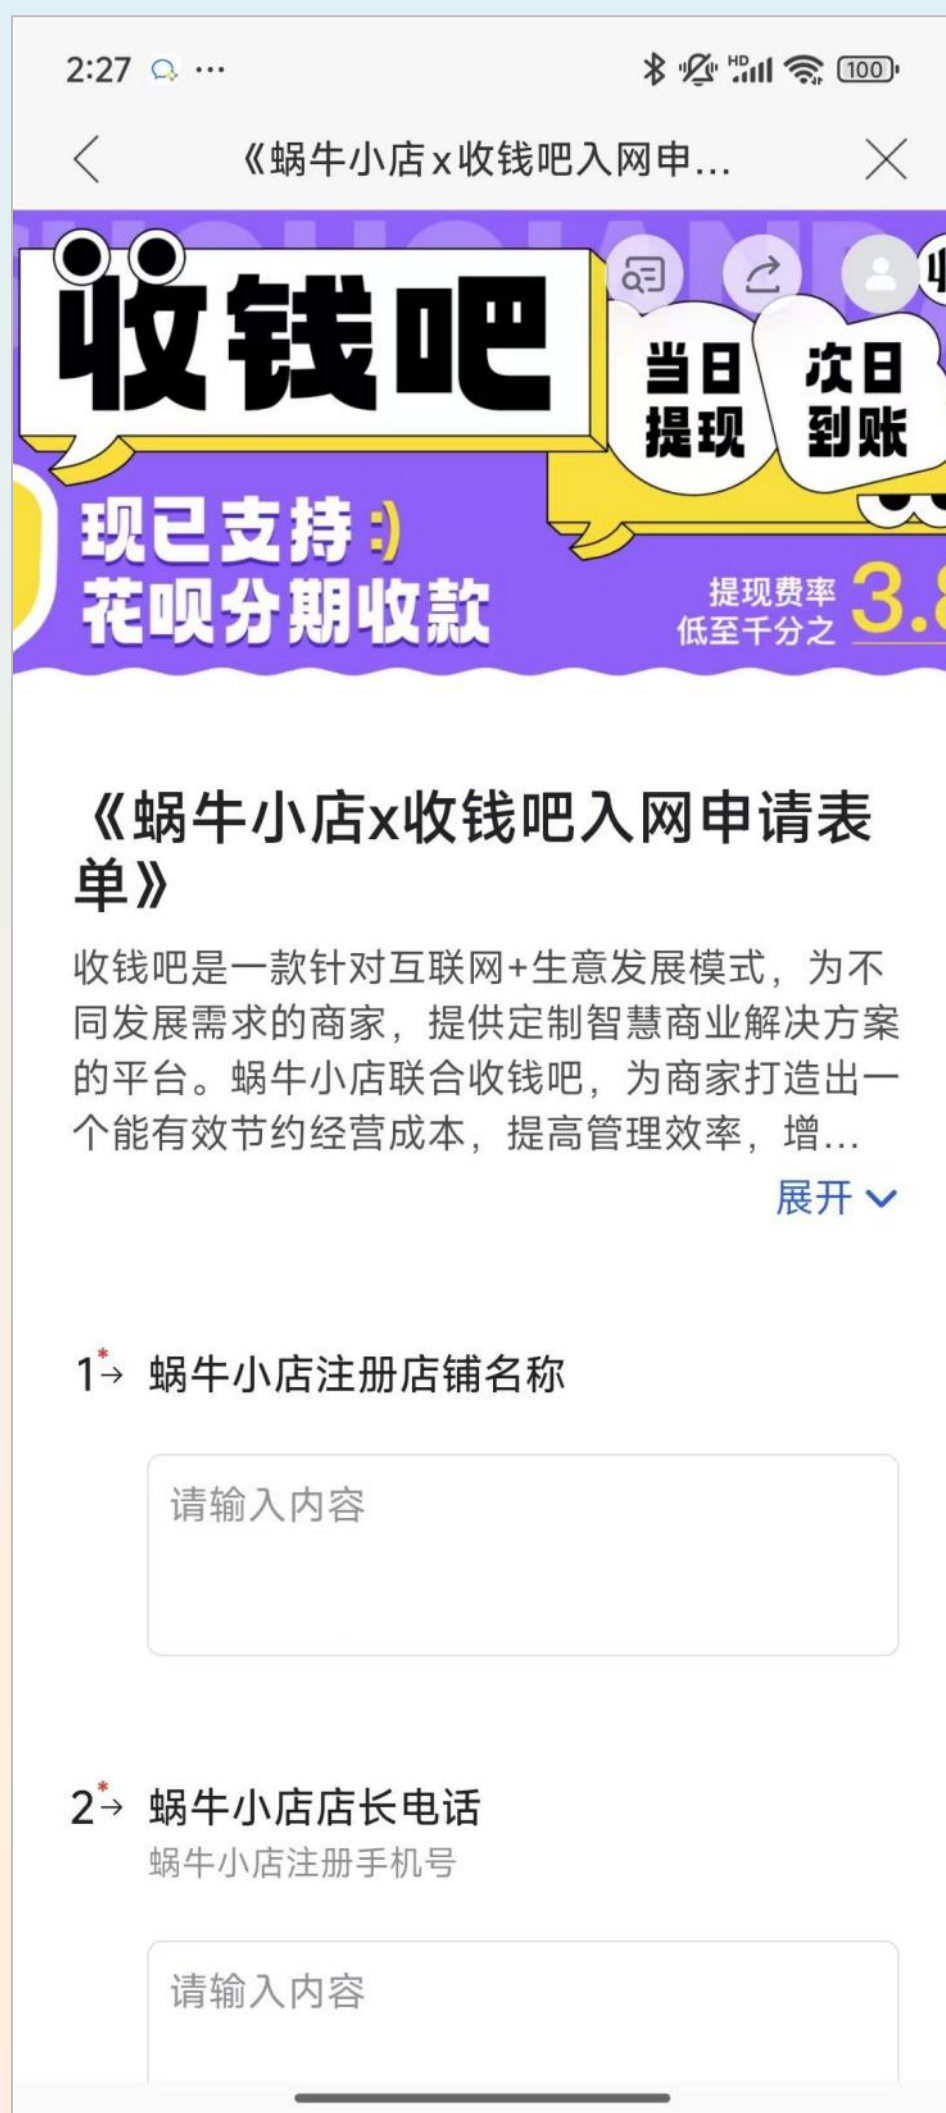 2:27 ...
HD 100
《蜗牛小店x收钱吧入网申...
收钱吧
当日
提现
次日
到账
现已支持:)
花呗分期收款
提现费率
低至千分之
3.8
《蜗牛小店x收钱吧入网申请表
单》
收钱吧是一款针对互联网+生意发展模式，为不
同发展需求的商家，提供定制智慧商业解决方案
的平台。蜗牛小店联合收钱吧，为商家打造出一
个能有效节约经营成本，提高管理效率，增...
展开
1*→ 蜗牛小店注册店铺名称
请输入内容
2*→ 蜗牛小店店长电话
蜗牛小店注册手机号
请输入内容